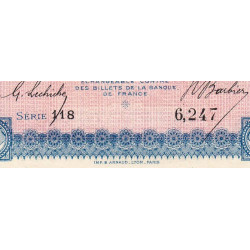 ÉCHANGEABLE CONTRE
DES BILLETS DE LA BANQUE
DE FRANCE
SÉRIE 118 6,247
IMP. B. ARNAUD, LYON, PARIS